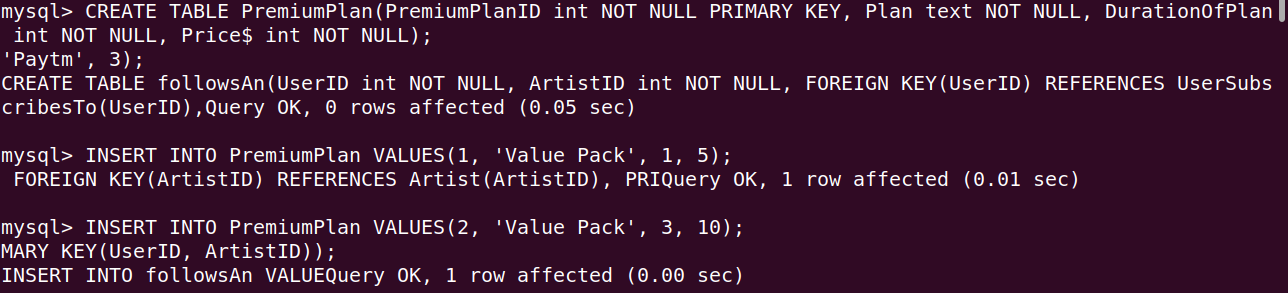 mysql> CREATE TABLE PremiumPlan(PremiumPlanID int NOT NULL PRIMARY KEY, Plan text NOT NULL, DurationOfPlan
 int NOT NULL, Price$ int NOT NULL);
'Paytm', 3);
CREATE TABLE followsAn(UserID int NOT NULL, ArtistID int NOT NULL, FOREIGN KEY(UserID) REFERENCES UserSubs
cribesTo(UserID),Query OK, 0 rows affected (0.05 sec)
mysql> INSERT INTO PremiumPlan VALUES(1, 'Value Pack', 1, 5);
 FOREIGN KEY(ArtistID) REFERENCES Artist(ArtistID), PRIQuery OK, 1 row affected (0.01 sec)
mysql> INSERT INTO PremiumPlan VALUES(2, 'Value Pack', 3, 10);
MARY KEY(UserID, ArtistID));
INSERT INTO followsAn VALUEQuery OK, 1 row affected (0.00 sec)